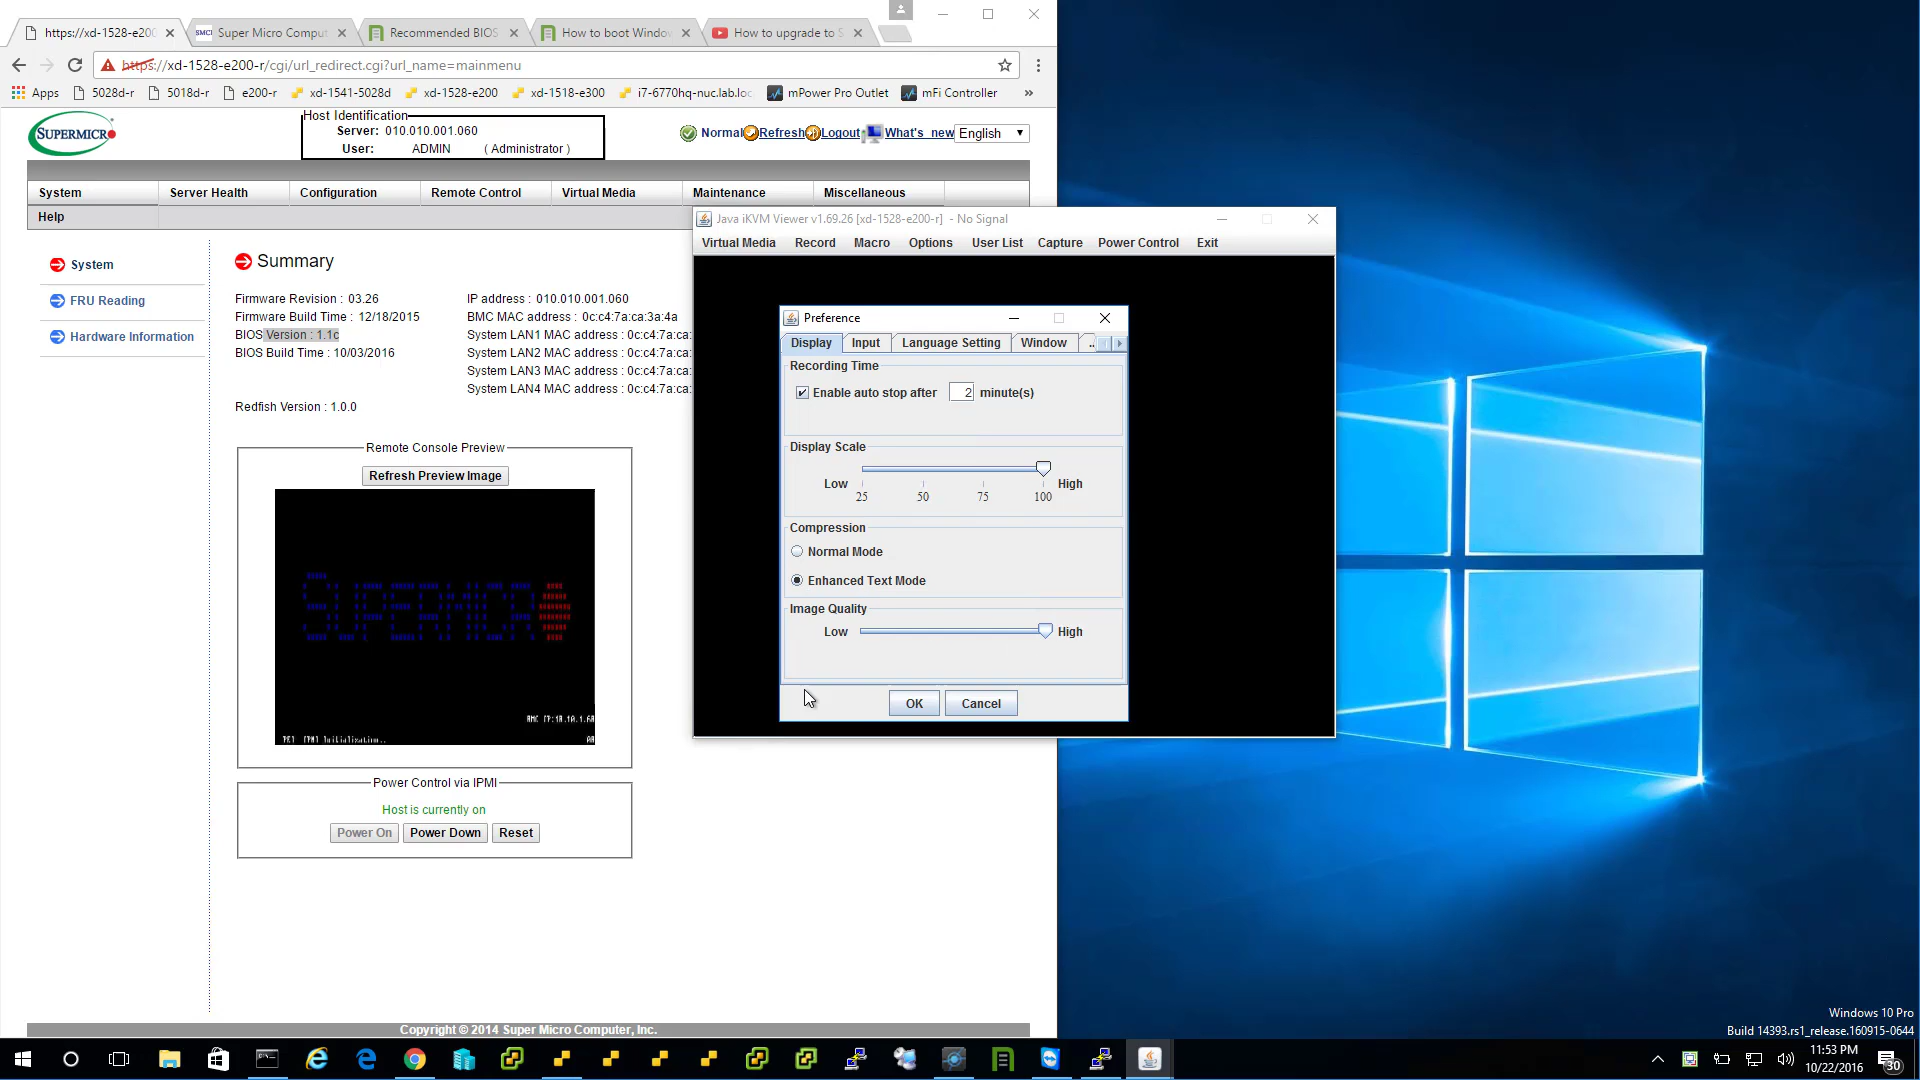 https://xd-1528-e200
Super Micro Comput
Recommended BIOS
How to boot Window
How to upgrade to S
https://xd-1528-e200-r/cgi/url_redirect.cgi?url_name=mainmenu
Apps
5028d-r
5018d-r
e200-r
xd-1541-5028d
xd-1528-e200
xd-1518-e300
i7-6770hq-nuc.lab.loc
mPower Pro Outlet
mFi Controller
»
SUPERMICR
Host Identification
Server: 010.010.001.060
User: ADMIN ( Administrator )
Normal
Refresh
Logout
What's new
English
System
Server Health
Configuration
Remote Control
Virtual Media
Maintenance
Miscellaneous
Help
System
FRU Reading
Hardware Information
Summary
Firmware Revision : 03.26
Firmware Build Time : 12/18/2015
BIOS Version : 1.1c
BIOS Build Time : 10/03/2016
Redfish Version : 1.0.0
IP address : 010.010.001.060
BMC MAC address : 0c:c4:7a:ca:3a:4a
System LAN1 MAC address : 0c:c4:7a:ca:
System LAN2 MAC address : 0c:c4:7a:ca:
System LAN3 MAC address : 0c:c4:7a:ca:
System LAN4 MAC address : 0c:c4:7a:ca:
Remote Console Preview
Refresh Preview Image
SUPERMICR
BMC IP:10.10.1.60
PEI IPMI Initialization..
Power Control via IPMI
Host is currently on
Power On
Power Down
Reset
Copyright © 2014 Super Micro Computer, Inc.
Java iKVM Viewer v1.69.26 [xd-1528-e200-r] - No Signal
Virtual Media
Record
Macro
Options
User List
Capture
Power Control
Exit
Preference
Display
Input
Language Setting
Window
..
Recording Time
Enable auto stop after 2 minute(s)
Display Scale
Low
High
25
50
75
100
Compression
Normal Mode
Enhanced Text Mode
Image Quality
Low
High
OK
Cancel
Windows 10 Pro
Build 14393.rs1_release.160915-0644
11:53 PM
10/22/2016
30